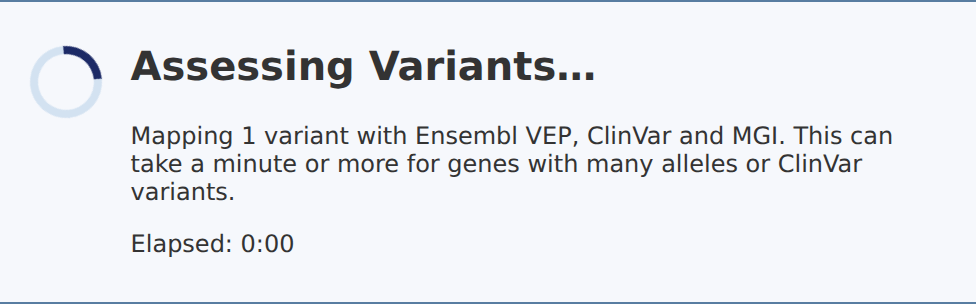 Assessing Variants...
Mapping 1 variant with Ensembl VEP, ClinVar and MGI. This can
take a minute or more for genes with many alleles or ClinVar
variants.
Elapsed: 0:00